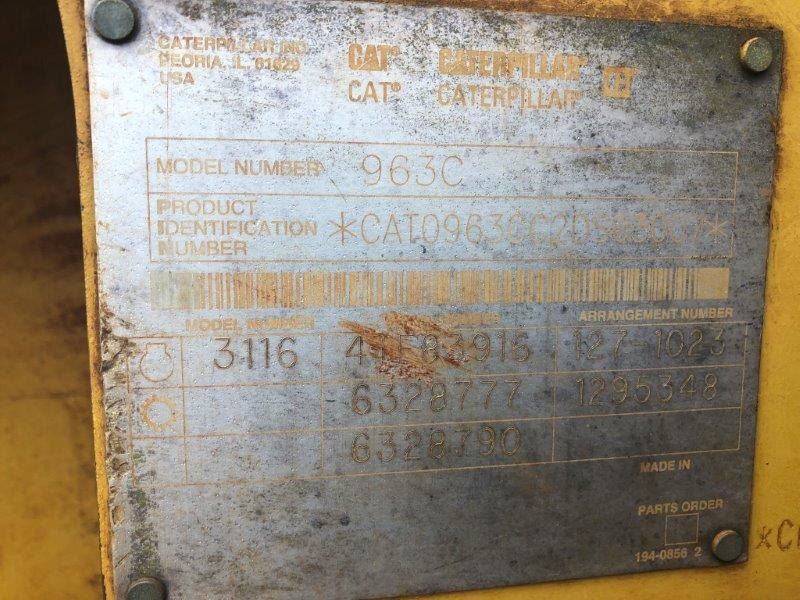 CATERPILLAR INC.
PEORIA, IL 61629
USA
CAT® CATERPILLAR®
CAT® CATERPILLAR®
MODEL NUMBER 963C
PRODUCT
IDENTIFICATION
NUMBER
MODEL NUMBER ARRANGEMENT NUMBER
3116 127-1023
6328777 1295348
6328790
MADE IN
PARTS ORDER
194-0856 2